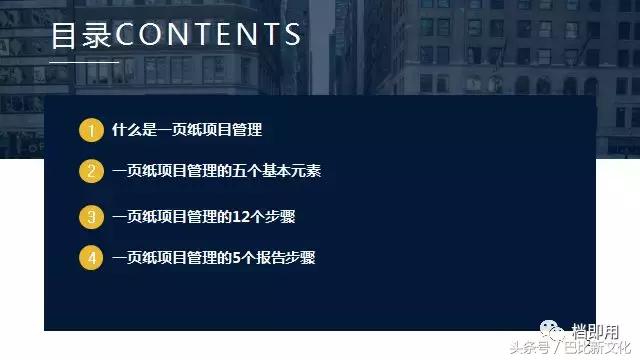 目录CONTENTS
1 什么是一页纸项目管理
2 一页纸项目管理的五个基本元素
3 一页纸项目管理的12个步骤
4 一页纸项目管理的5个报告步骤
档即用
头条号 / 巴比新文化